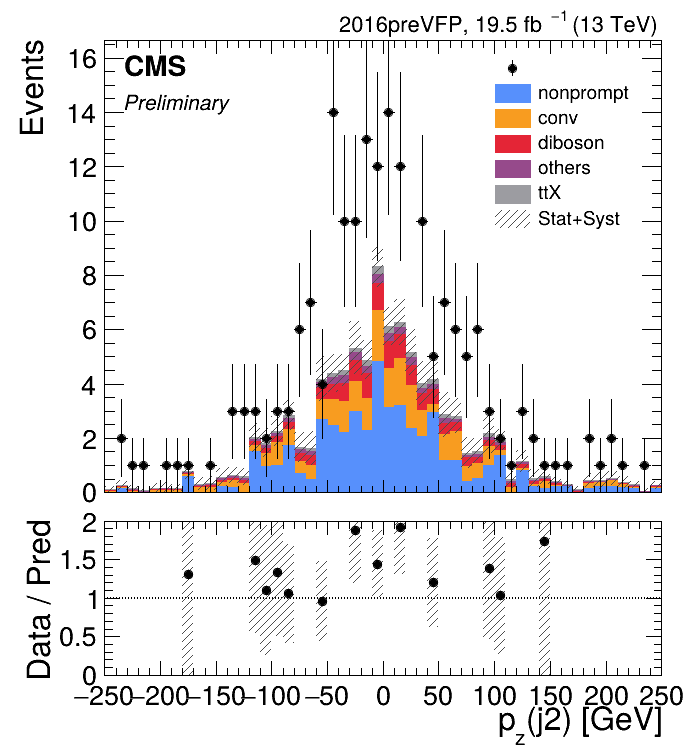 2016preVFP, 19.5 fb⁻¹ (13 TeV)
CMS
Preliminary
Events
16
14
12
10
8
6
4
2
0
nonprompt
conv
diboson
others
ttX
Stat+Syst
Data / Pred
2
1.5
1
0.5
0
−250 −200 −150 −100 −50 0 50 100 150 200 250
p_z(j2) [GeV]